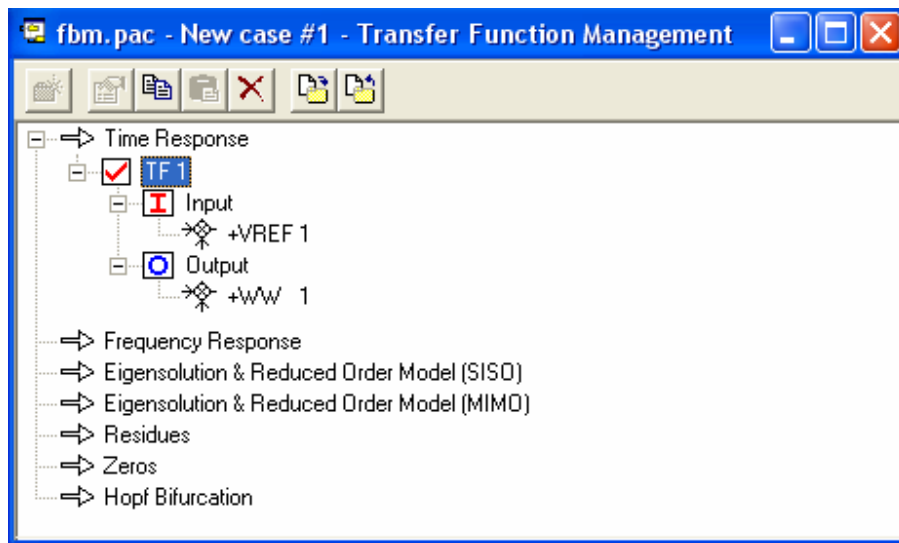 fbm.pac - New case #1 - Transfer Function Management
Time Response
TF 1
I Input
+VREF 1
O Output
+WW 1
Frequency Response
Eigensolution & Reduced Order Model (SISO)
Eigensolution & Reduced Order Model (MIMO)
Residues
Zeros
Hopf Bifurcation